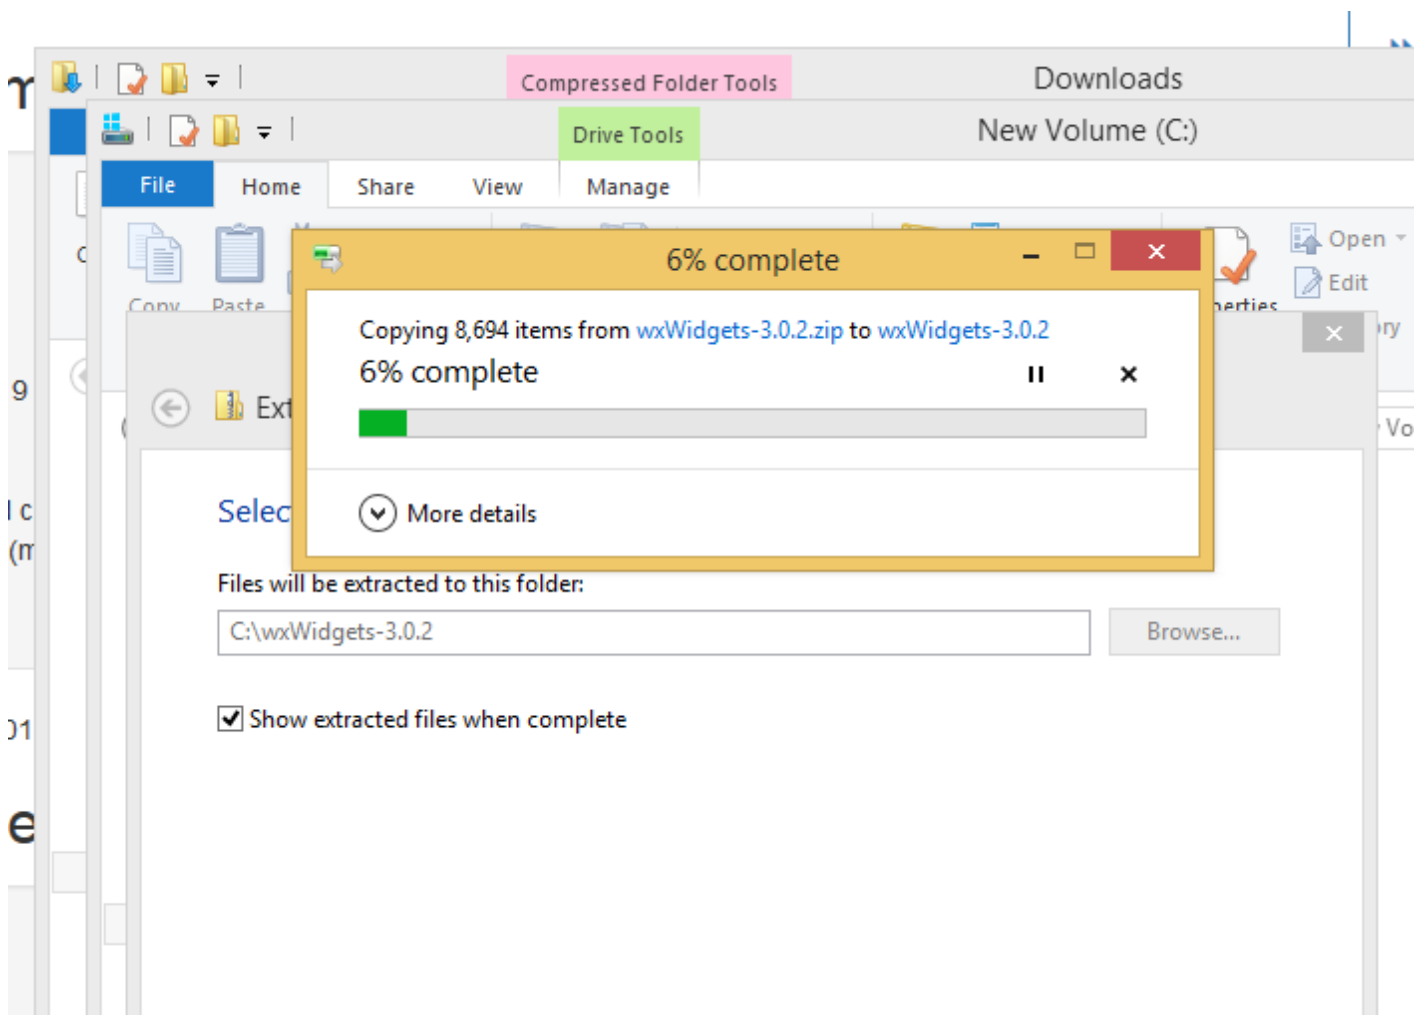 Compressed Folder Tools
Downloads
Drive Tools
New Volume (C:)
File Home Share View Manage
Copy Paste
Open
Edit
6% complete
Copying 8,694 items from wxWidgets-3.0.2.zip to wxWidgets-3.0.2
6% complete
More details
Files will be extracted to this folder:
C:\wxWidgets-3.0.2
Browse...
Show extracted files when complete